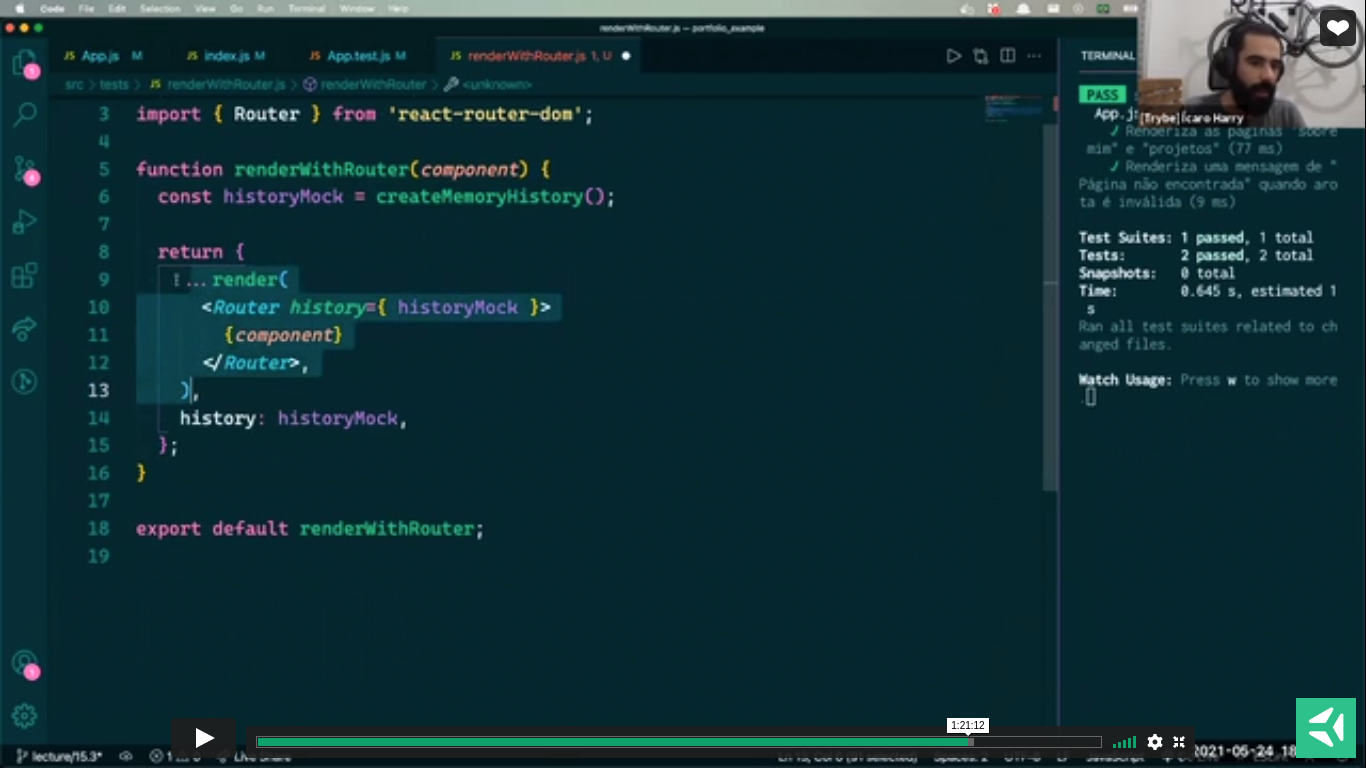 Code File Edit Selection View Go Run Terminal Window Help
renderWithRouter.js — portfolio_example
JS App.js M JS index.js M JS App.test.js M JS renderWithRouter.js 1, U
src > tests > JS renderWithRouter.js > renderWithRouter > <unknown>
3 import { Router } from 'react-router-dom';
4
5 function renderWithRouter(component) {
6 const historyMock = createMemoryHistory();
7
8 return {
9 ...render(
10 <Router history={ historyMock }>
11 {component}
12 </Router>,
13 ),
14 history: historyMock,
15 };
16 }
17
18 export default renderWithRouter;
19
TERMINAL
[Trybe] Ícaro Harry
PASS
App.js
✓ Renderiza as páginas "sobre
mim" e "projetos" (77 ms)
✓ Renderiza uma mensagem de "
Página não encontrada" quando a ro
ta é inválida (9 ms)
Test Suites: 1 passed, 1 total
Tests: 2 passed, 2 total
Snapshots: 0 total
Time: 0.645 s, estimated 1
s
Ran all test suites related to ch
anged files.
Watch Usage: Press w to show more
.
1:21:12
lecture/15.3* Live Share
2021-05-24 18